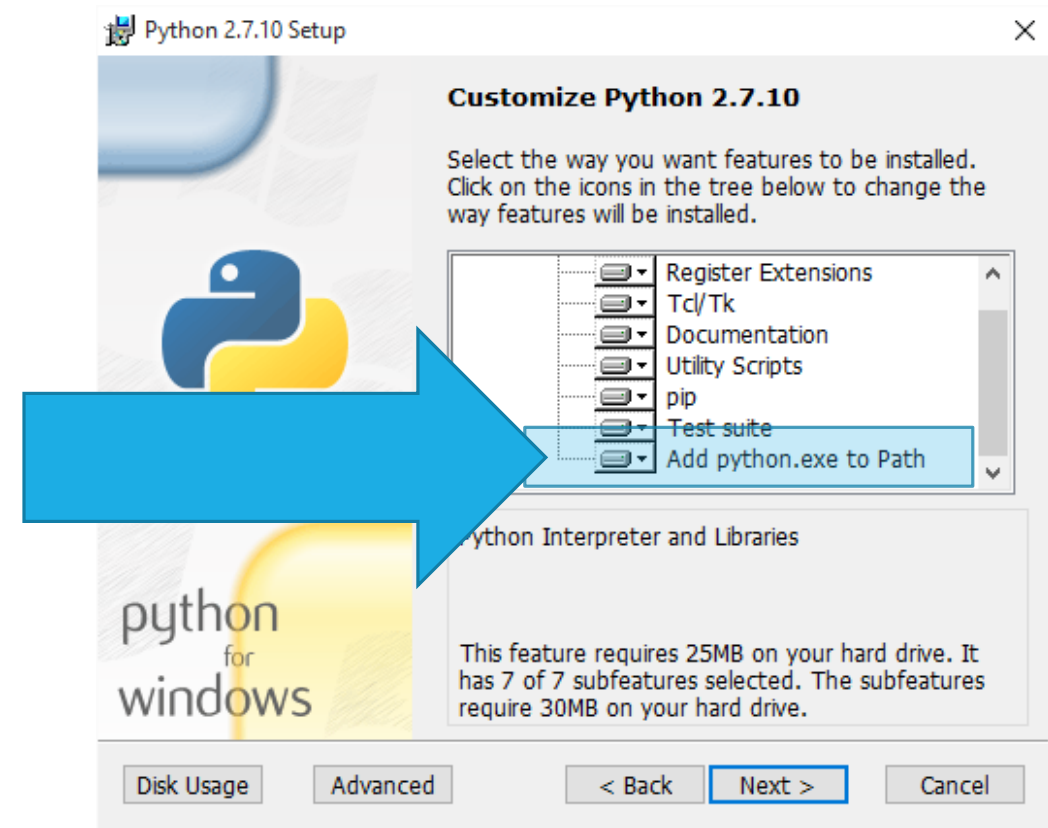 Python 2.7.10 Setup
Customize Python 2.7.10
Select the way you want features to be installed.
Click on the icons in the tree below to change the
way features will be installed.
Register Extensions
Tcl/Tk
Documentation
Utility Scripts
pip
Test suite
Add python.exe to Path
Python Interpreter and Libraries
This feature requires 25MB on your hard drive. It
has 7 of 7 subfeatures selected. The subfeatures
require 30MB on your hard drive.
python
for
windows
Disk Usage
Advanced
< Back
Next >
Cancel